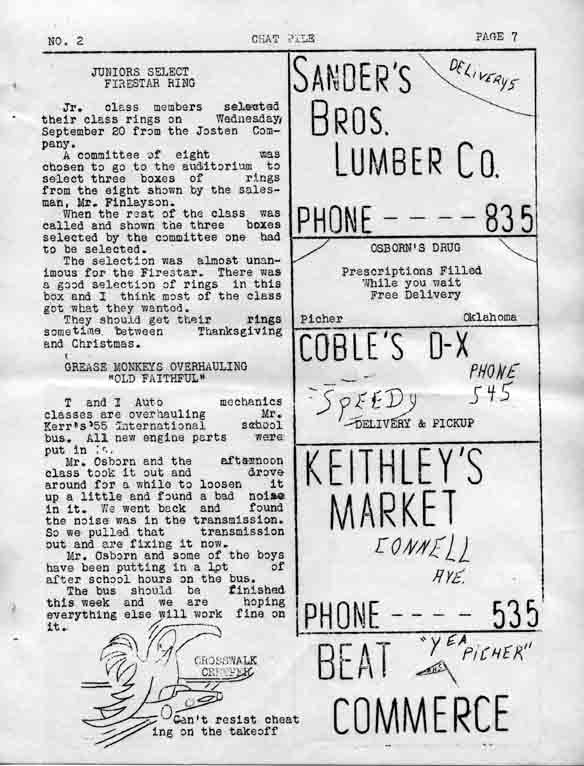 NO. 2
CHAT PILE
PAGE 7
JUNIORS SELECT
FIRESTAR RING
Jr. class members selected
their class rings on Wednesday,
September 20 from the Josten Com-
pany.
A committee of eight was
chosen to go to the auditorium to
select three boxes of rings
from the eight shown by the sales-
man, Mr. Finlayson.
When the rest of the class was
called and shown the three boxes
selected by the committee one had
to be selected.
The selection was almost unan-
imous for the Firestar. There was
a good selection of rings in this
box and I think most of the class
got what they wanted.
They should get their rings
sometime between Thanksgiving
and Christmas.
GREASE MONKEYS OVERHAULING
"OLD FAITHFUL"
T and I Auto mechanics
classes are overhauling Mr.
Kerr's '55 International school
bus. All new engine parts were
put in it.
Mr. Osborn and the afternoon
class took it out and drove
around for a while to loosen it
up a little and found a bad noise
in it. We went back and found
the noise was in the transmission.
So we pulled that transmission
out and are fixing it now.
Mr. Osborn and some of the boys
have been putting in a lot of
after school hours on the bus.
The bus should be finished
this week and we are hoping
everything else will work fine on
it.
CROSSWALK
CREEPER
Can't resist cheat
ing on the takeoff
SANDER'S
DELIVERYS
BROS.
LUMBER CO.
PHONE - - - - 835
OSBORN'S DRUG
Prescriptions Filled
While you wait
Free Delivery
Picher Oklahoma
COBLE'S D-X
PHONE
545
SPEEDY
DELIVERY & PICKUP
KEITHLEY'S
MARKET
CONNELL
AVE.
PHONE - - - - 535
BEAT
"YEA
PICHER"
COMMERCE